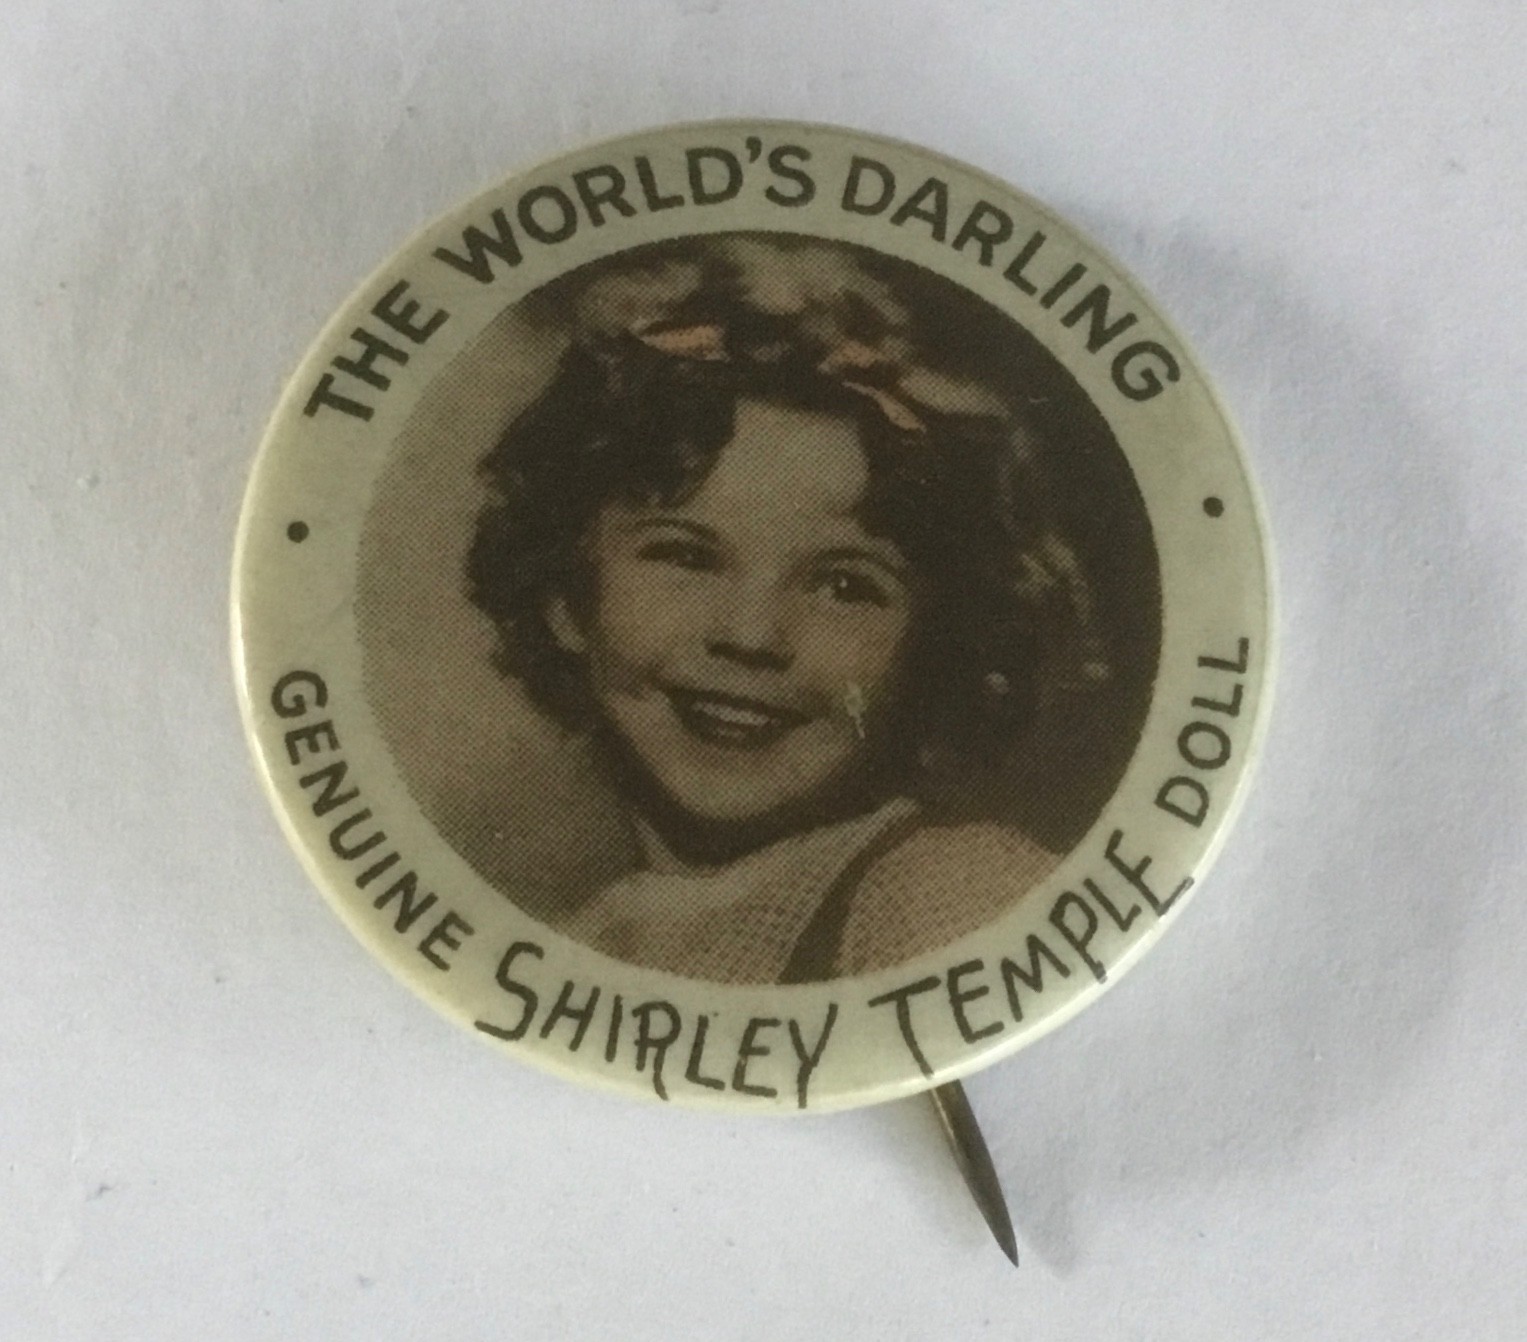 THE WORLD'S DARLING
GENUINE SHIRLEY TEMPLE DOLL